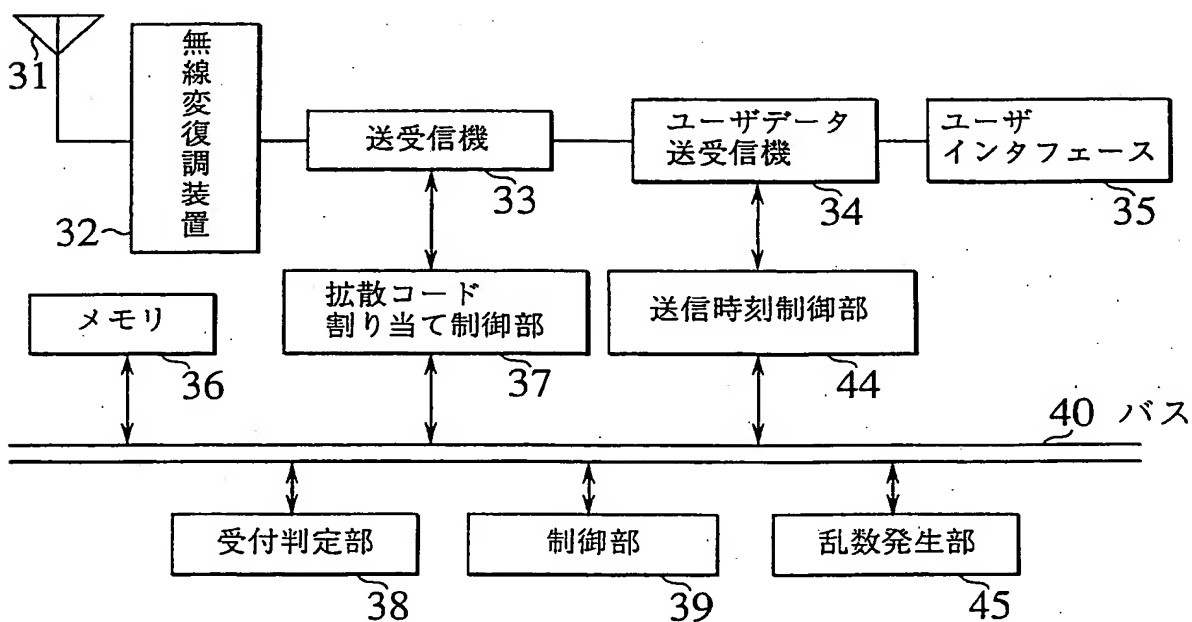 31
無線変復調装置
32
送受信機
33
ユーザデータ
送受信機
34
ユーザ
インタフェース
35
メモリ
36
拡散コード
割り当て制御部
37
送信時刻制御部
44
40 バス
受付判定部
38
制御部
39
乱数発生部
45